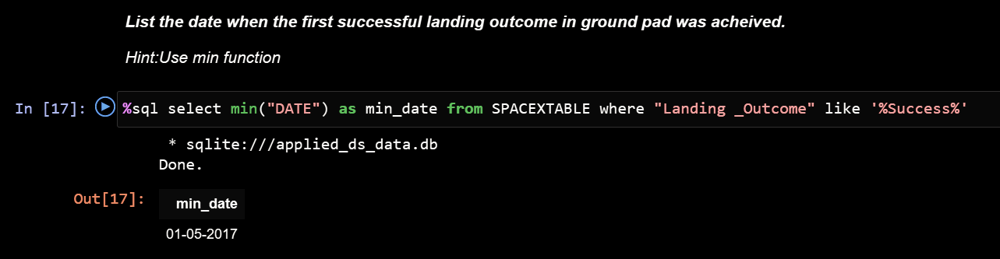 List the date when the first successful landing outcome in ground pad was acheived.
Hint:Use min function
In [17]: %sql select min("DATE") as min_date from SPACEXTABLE where "Landing _Outcome" like '%Success%'
* sqlite:///applied_ds_data.db
Done.
Out[17]:
min_date
01-05-2017